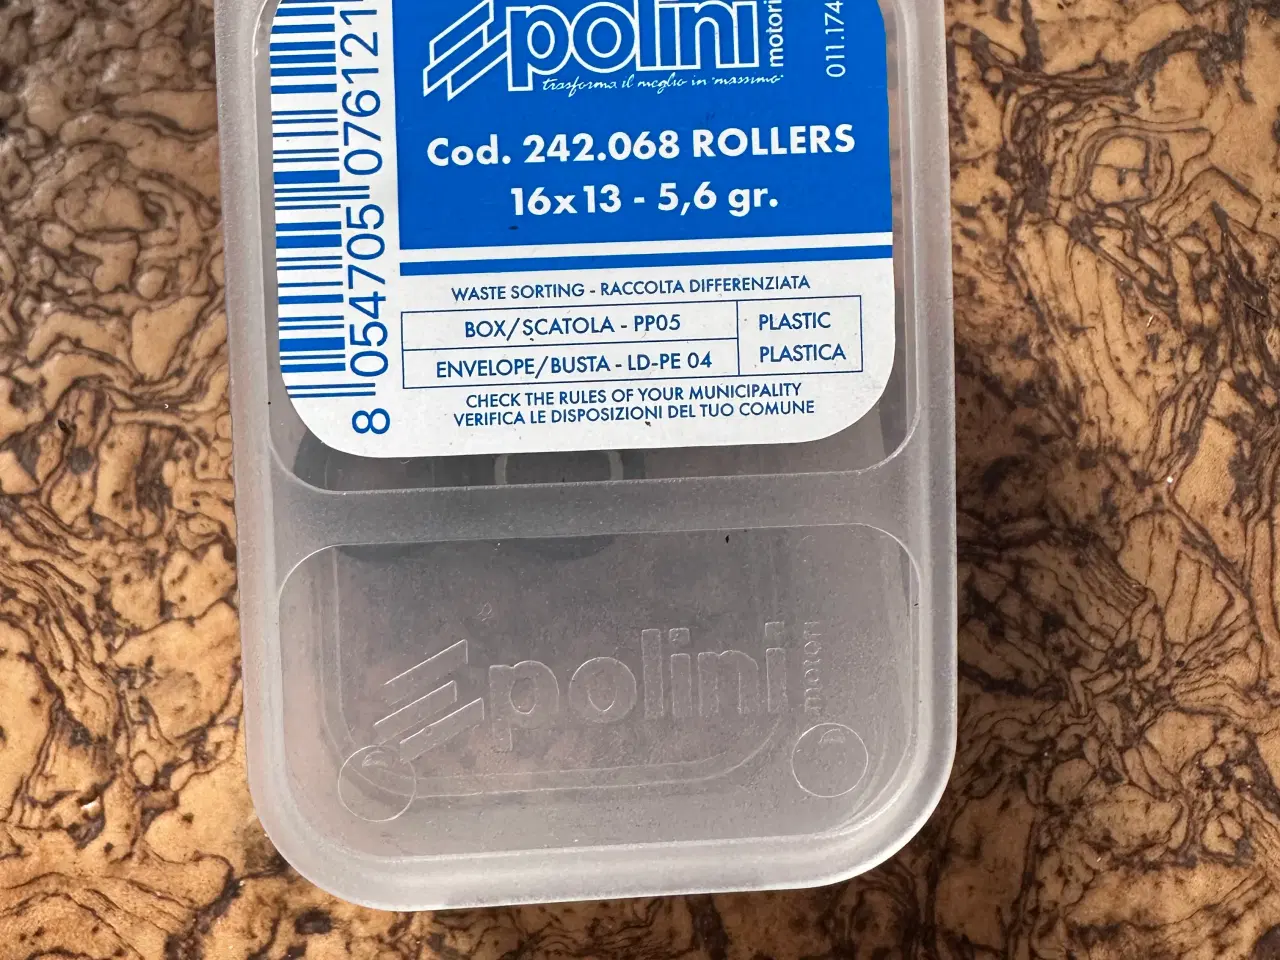 polini
motori
trasforma il meglio in "massimo"
011.174
Cod. 242.068 ROLLERS
16x13 - 5,6 gr.
8 054705 076121
WASTE SORTING - RACCOLTA DIFFERENZIATA
BOX/SCATOLA - PP05
PLASTIC
ENVELOPE/BUSTA - LD-PE 04
PLASTICA
CHECK THE RULES OF YOUR MUNICIPALITY
VERIFICA LE DISPOSIZIONI DEL TUO COMUNE
polini
motori